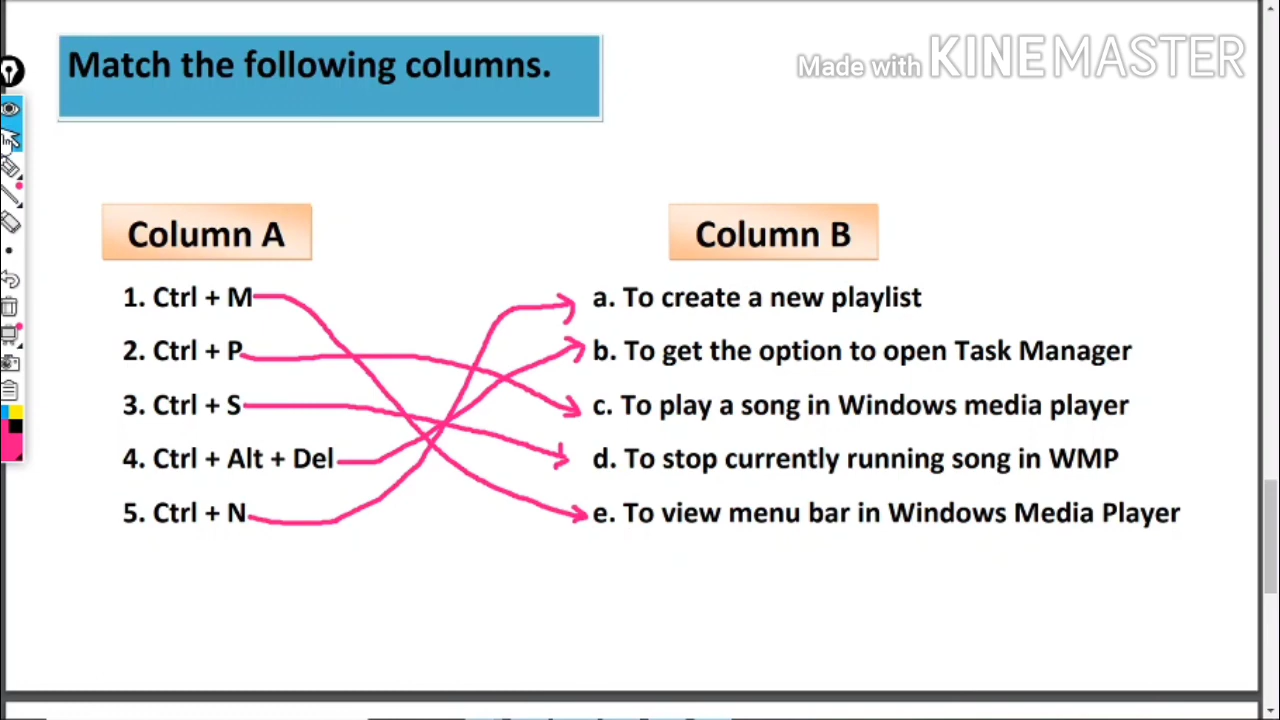 Match the following columns.
Made with KINEMASTER
Column A
Column B
1. Ctrl + M
a. To create a new playlist
2. Ctrl + P
b. To get the option to open Task Manager
3. Ctrl + S
c. To play a song in Windows media player
4. Ctrl + Alt + Del
d. To stop currently running song in WMP
5. Ctrl + N
e. To view menu bar in Windows Media Player